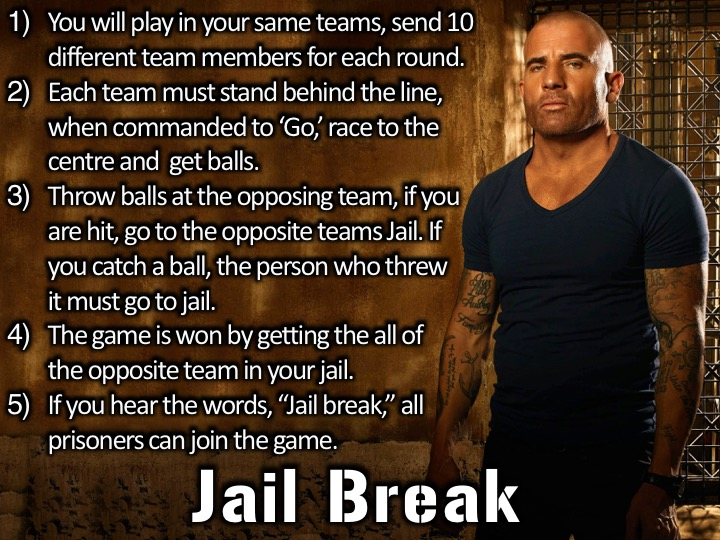 1) You will play in your same teams, send 10
different team members for each round.
2) Each team must stand behind the line,
when commanded to ‘Go,’ race to the
centre and get balls.
3) Throw balls at the opposing team, if you
are hit, go to the opposite teams Jail. If
you catch a ball, the person who threw
it must go to jail.
4) The game is won by getting the all of
the opposite team in your jail.
5) If you hear the words, “Jail break,” all
prisoners can join the game.
Jail Break